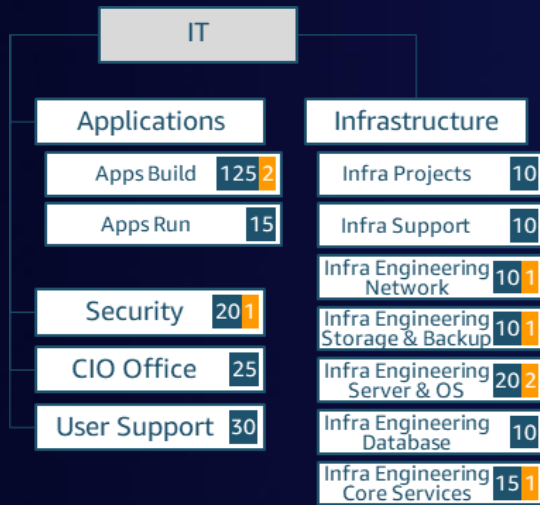 IT
Applications
Apps Build 125 2
Apps Run 15
Security 20 1
CIO Office 25
User Support 30
Infrastructure
Infra Projects 10
Infra Support 10
Infra Engineering
Network 10 1
Infra Engineering
Storage & Backup 10 1
Infra Engineering
Server & OS 20 2
Infra Engineering
Database 10
Infra Engineering
Core Services 15 1